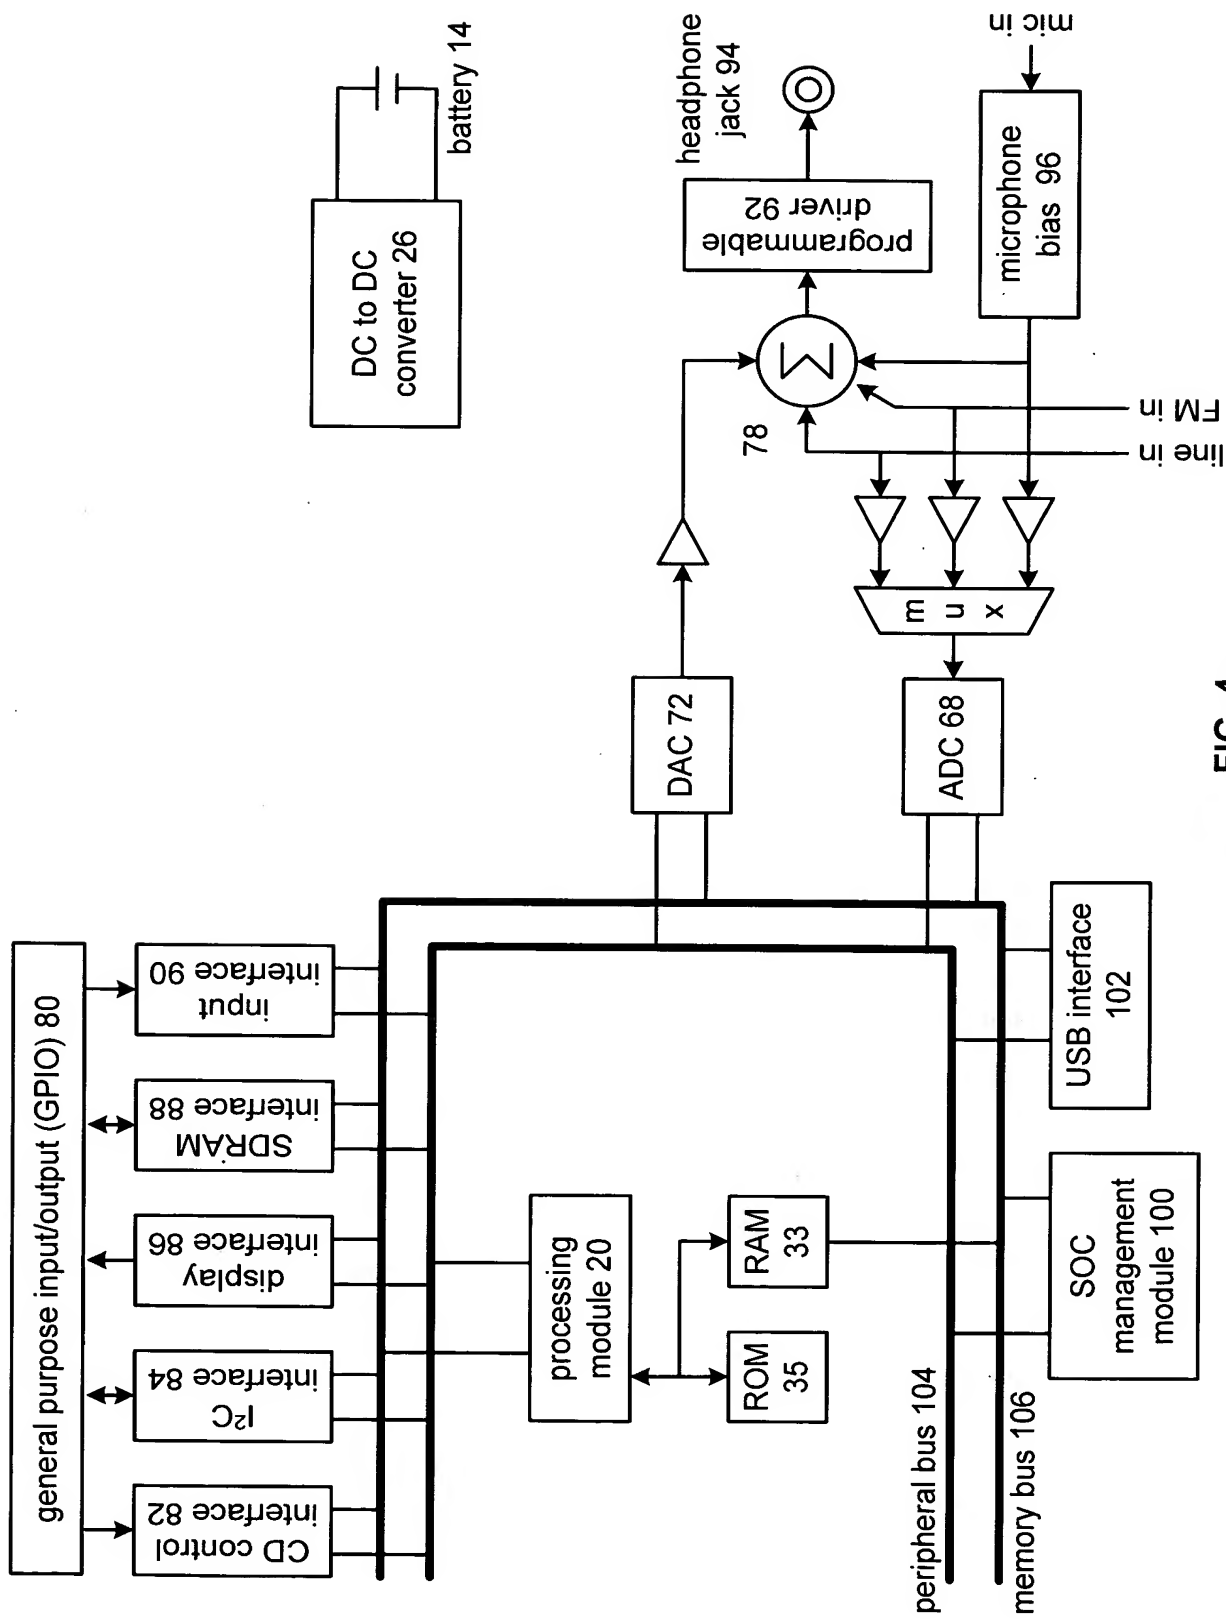 general purpose input/output (GPIO) 80
CD control
interface 82
I²C
interface 84
display
interface 86
SDRAM
interface 88
input
interface 90
DC to DC
converter 26
battery 14
processing
module 20
ROM
35
RAM
33
DAC 72
ADC 68
mux
78
Σ
programmable
driver 92
headphone
jack 94
microphone
bias 96
mic in
FM in
line in
peripheral bus 104
memory bus 106
SOC
management
module 100
USB interface
102